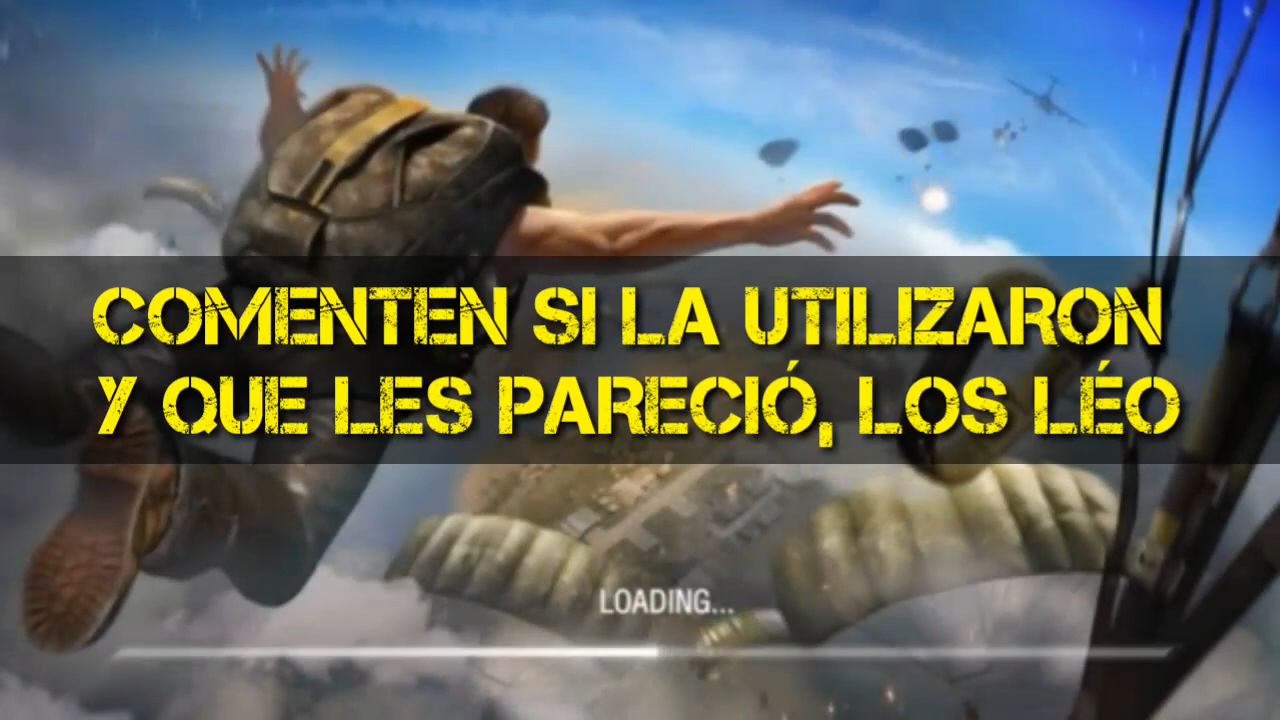 COMENTEN SI LA UTILIZARON
Y QUE LES PARECIÓ, LOS LÉO
LOADING...